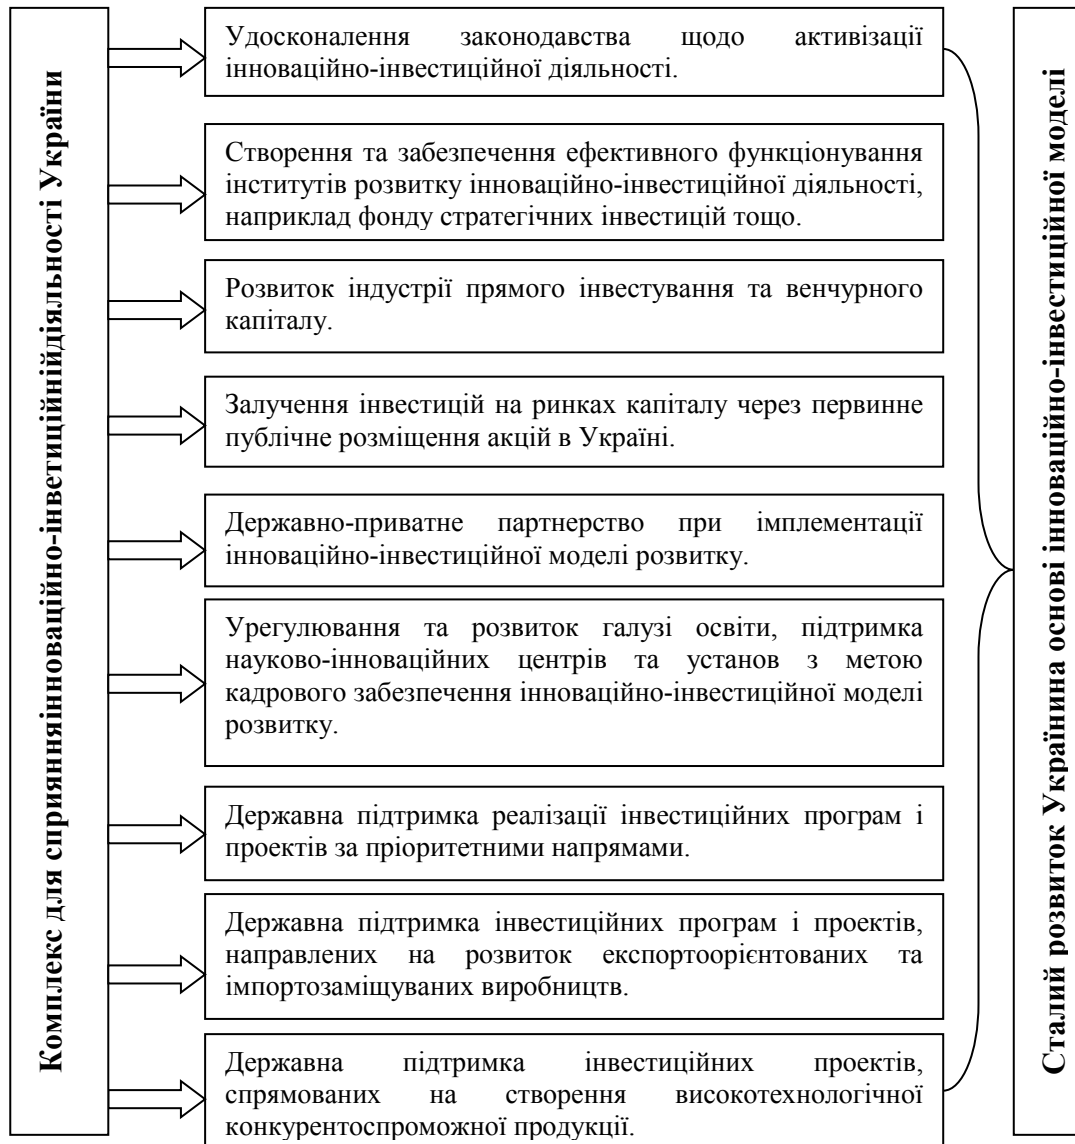 Комплекс для сприянняінноваційно-інветиційнійдіяльності України
Удосконалення законодавства щодо активізації
інноваційно-інвестиційної діяльності.
Створення та забезпечення ефективного функціонування
інститутів розвитку інноваційно-інвестиційної діяльності,
наприклад фонду стратегічних інвестицій тощо.
Розвиток індустрії прямого інвестування та венчурного
капіталу.
Залучення інвестицій на ринках капіталу через первинне
публічне розміщення акцій в Україні.
Державно-приватне партнерство при імплементації
інноваційно-інвестиційної моделі розвитку.
Урегулювання та розвиток галузі освіти, підтримка
науково-інноваційних центрів та установ з метою
кадрового забезпечення інноваційно-інвестиційної моделі
розвитку.
Державна підтримка реалізації інвестиційних програм і
проектів за пріоритетними напрямами.
Державна підтримка інвестиційних програм і проектів,
направлених на розвиток експортоорієнтованих та
імпортозаміщуваних виробництв.
Державна підтримка інвестиційних проектів,
спрямованих на створення високотехнологічної
конкурентоспроможної продукції.
Сталий розвиток Українина основі інноваційно-інвестиційної моделі